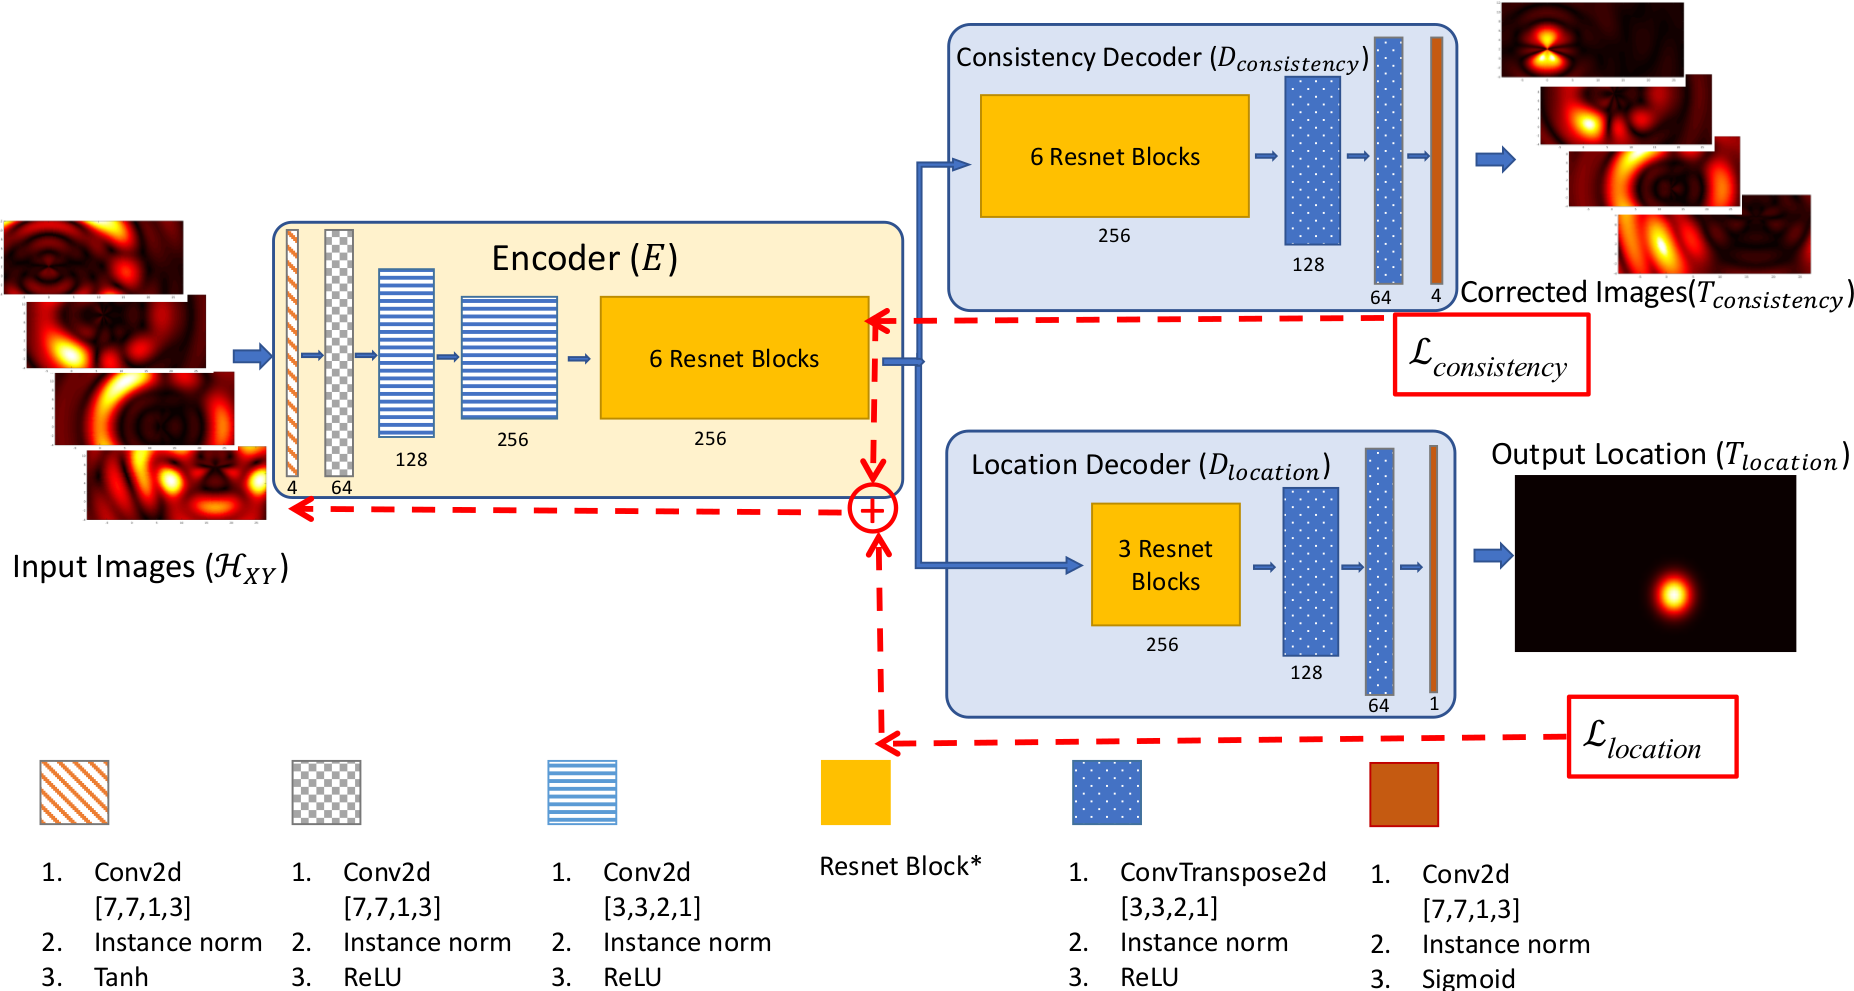 Consistency Decoder (D_consistency)
6 Resnet Blocks
256
128
64
4
Corrected Images(T_consistency)
Encoder (E)
6 Resnet Blocks
4
64
128
256
256
Input Images (ℋ_XY)
ℒ_consistency
Location Decoder (D_location)
3 Resnet
Blocks
256
128
64
1
Output Location (T_location)
+
ℒ_location
1. Conv2d
[7,7,1,3]
2. Instance norm
3. Tanh
1. Conv2d
[7,7,1,3]
2. Instance norm
3. ReLU
1. Conv2d
[3,3,2,1]
2. Instance norm
3. ReLU
Resnet Block*
1. ConvTranspose2d
[3,3,2,1]
2. Instance norm
3. ReLU
1. Conv2d
[7,7,1,3]
2. Instance norm
3. Sigmoid